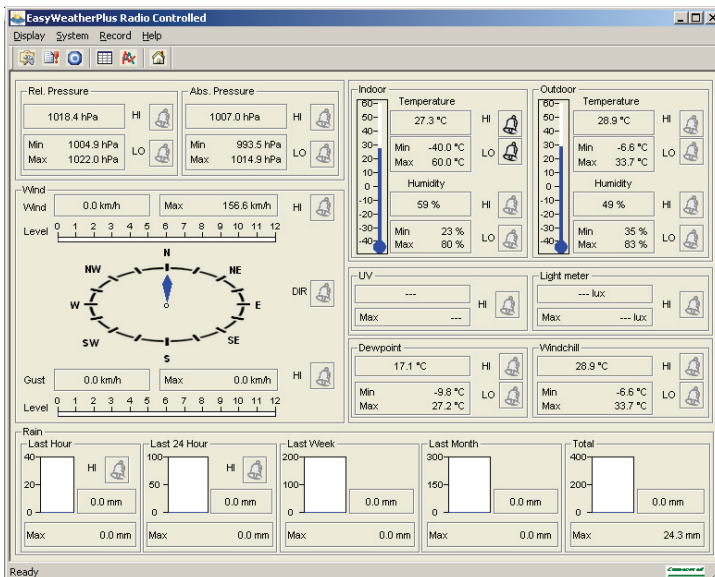 EasyWeatherPlus Radio Controlled
Display System Record Help
Rel. Pressure
1018.4 hPa HI
Min 1004.9 hPa
Max 1022.0 hPa
LO
Abs. Pressure
1007.0 hPa HI
Min 993.5 hPa
Max 1014.9 hPa
LO
Indoor
60
50
40
30
20
10
0
-10
-20
-30
-40
Temperature
27.3 °C HI
Min -40.0 °C
Max 60.0 °C
LO
Humidity
59 % HI
Min 23 %
Max 80 %
LO
Outdoor
60
50
40
30
20
10
0
-10
-20
-30
-40
Temperature
28.9 °C HI
Min -6.6 °C
Max 33.7 °C
LO
Humidity
49 % HI
Min 35 %
Max 83 %
LO
Wind
Wind 0.0 km/h Max 156.6 km/h HI
Level 0 1 2 3 4 5 6 7 8 9 10 11 12
N
NW NE
W E
SW SE
S
DIR
Gust 0.0 km/h Max 0.0 km/h HI
Level 0 1 2 3 4 5 6 7 8 9 10 11 12
UV
---
Max ---
HI
Light meter
--- lux
Max --- lux
HI
Dewpoint
17.1 °C HI
Min -9.8 °C
Max 27.2 °C
LO
Windchill
28.9 °C HI
Min -6.6 °C
Max 33.7 °C
LO
Rain
Last Hour
40
20
0
HI
0.0 mm
Max 0.0 mm
Last 24 Hour
100
50
0
HI
0.0 mm
Max 0.0 mm
Last Week
200
100
0
0.0 mm
Max 0.0 mm
Last Month
300
150
0
0.0 mm
Max 0.0 mm
Total
400
200
0
0.0 mm
Max 24.3 mm
Ready